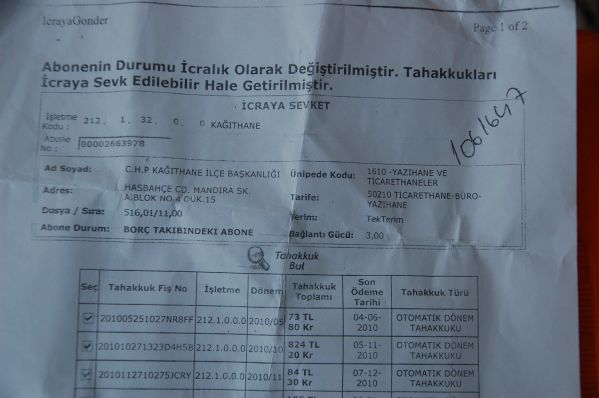 IcrayaGonder
Page 1 of 2
Abonenin Durumu İcralık Olarak Değiştirilmiştir. Tahakkukları
İcraya Sevk Edilebilir Hale Getirilmiştir.
İCRAYA SEVKET
İşletme Kodu : 212. 1. 32. 0. 0 KAĞITHANE
1061647
Abone No : 00002663978
Ad Soyad: C.H.P KAĞITHANE İLÇE BAŞKANLIĞI
Ünipede Kodu: 1610 -YAZIHANE VE TİCARETHANELER
Adres: HASBAHÇE CD. MANDIRA SK. A.BLOK NO.4 DUK.15
Tarife: 50210 TİCARETHANE-BÜRO-YAZIHANE
Dosya / Sıra: 516,01/11,00
Terim: TekTerim
Abone Durum: BORÇ TAKIBINDEKI ABONE
Bağlantı Gücü: 3,00
Tahakkuk Bul
Seç Tahakkuk Fiş No İşletme Dönem Tahakkuk Toplamı Son Ödeme Tarihi Tahakkuk Türü
201005251027NR8FF 212.1.0.0.0 2010/05 73 TL 80 Kr 04-06-2010 OTOMATİK DÖNEM TAHAKKUKU
201010271323D4H5B 212.1.0.0.0 2010/10 824 TL 20 Kr 05-11-2010 OTOMATİK DÖNEM TAHAKKUKU
2010112710275JCRY 212.1.0.0.0 2010/11 84 TL 30 Kr 07-12-2010 OTOMATİK DÖNEM TAHAKKUKU